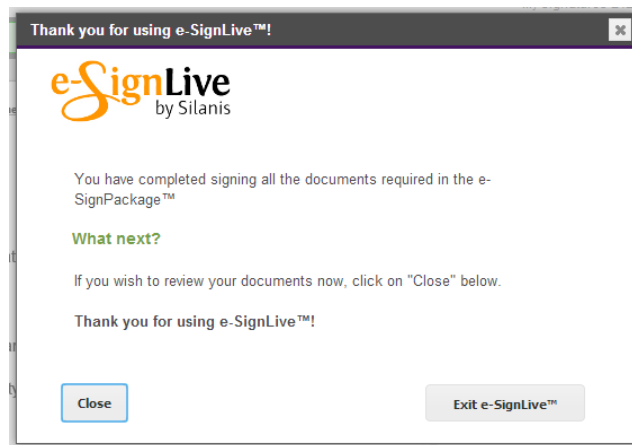 Thank you for using e-SignLive™!
e-SignLive
by Silanis
You have completed signing all the documents required in the e-
SignPackage™
What next?
If you wish to review your documents now, click on "Close" below.
Thank you for using e-SignLive™!
Close
Exit e-SignLive™